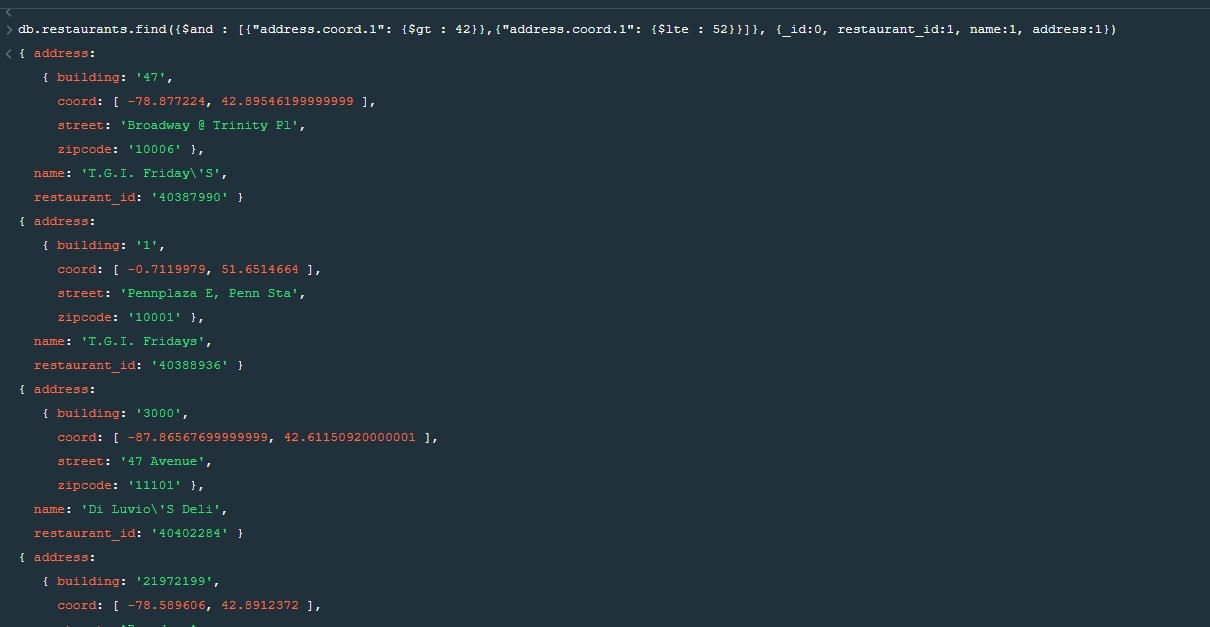 > db.restaurants.find({$and : [{"address.coord.1": {$gt : 42}},{"address.coord.1": {$lte : 52}}]}, {_id:0, restaurant_id:1, name:1, address:1})
< { address:
{ building: '47',
coord: [ -78.877224, 42.89546199999999 ],
street: 'Broadway @ Trinity Pl',
zipcode: '10006' },
name: 'T.G.I. Friday\'S',
restaurant_id: '40387990' }
{ address:
{ building: '1',
coord: [ -0.7119979, 51.6514664 ],
street: 'Pennplaza E, Penn Sta',
zipcode: '10001' },
name: 'T.G.I. Fridays',
restaurant_id: '40388936' }
{ address:
{ building: '3000',
coord: [ -87.86567699999999, 42.61150920000001 ],
street: '47 Avenue',
zipcode: '11101' },
name: 'Di Luvio\'S Deli',
restaurant_id: '40402284' }
{ address:
{ building: '21972199',
coord: [ -78.589606, 42.8912372 ],